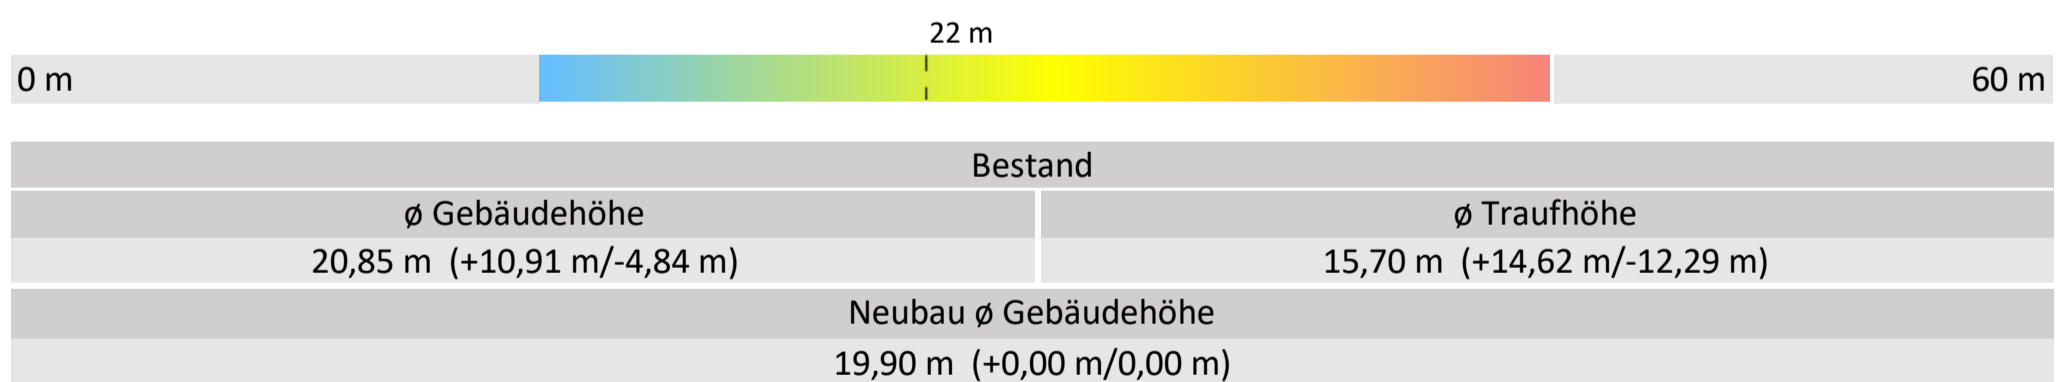 22 m
0 m 60 m
Bestand
ø Gebäudehöhe ø Traufhöhe
20,85 m (+10,91 m/-4,84 m) 15,70 m (+14,62 m/-12,29 m)
Neubau ø Gebäudehöhe
19,90 m (+0,00 m/0,00 m)